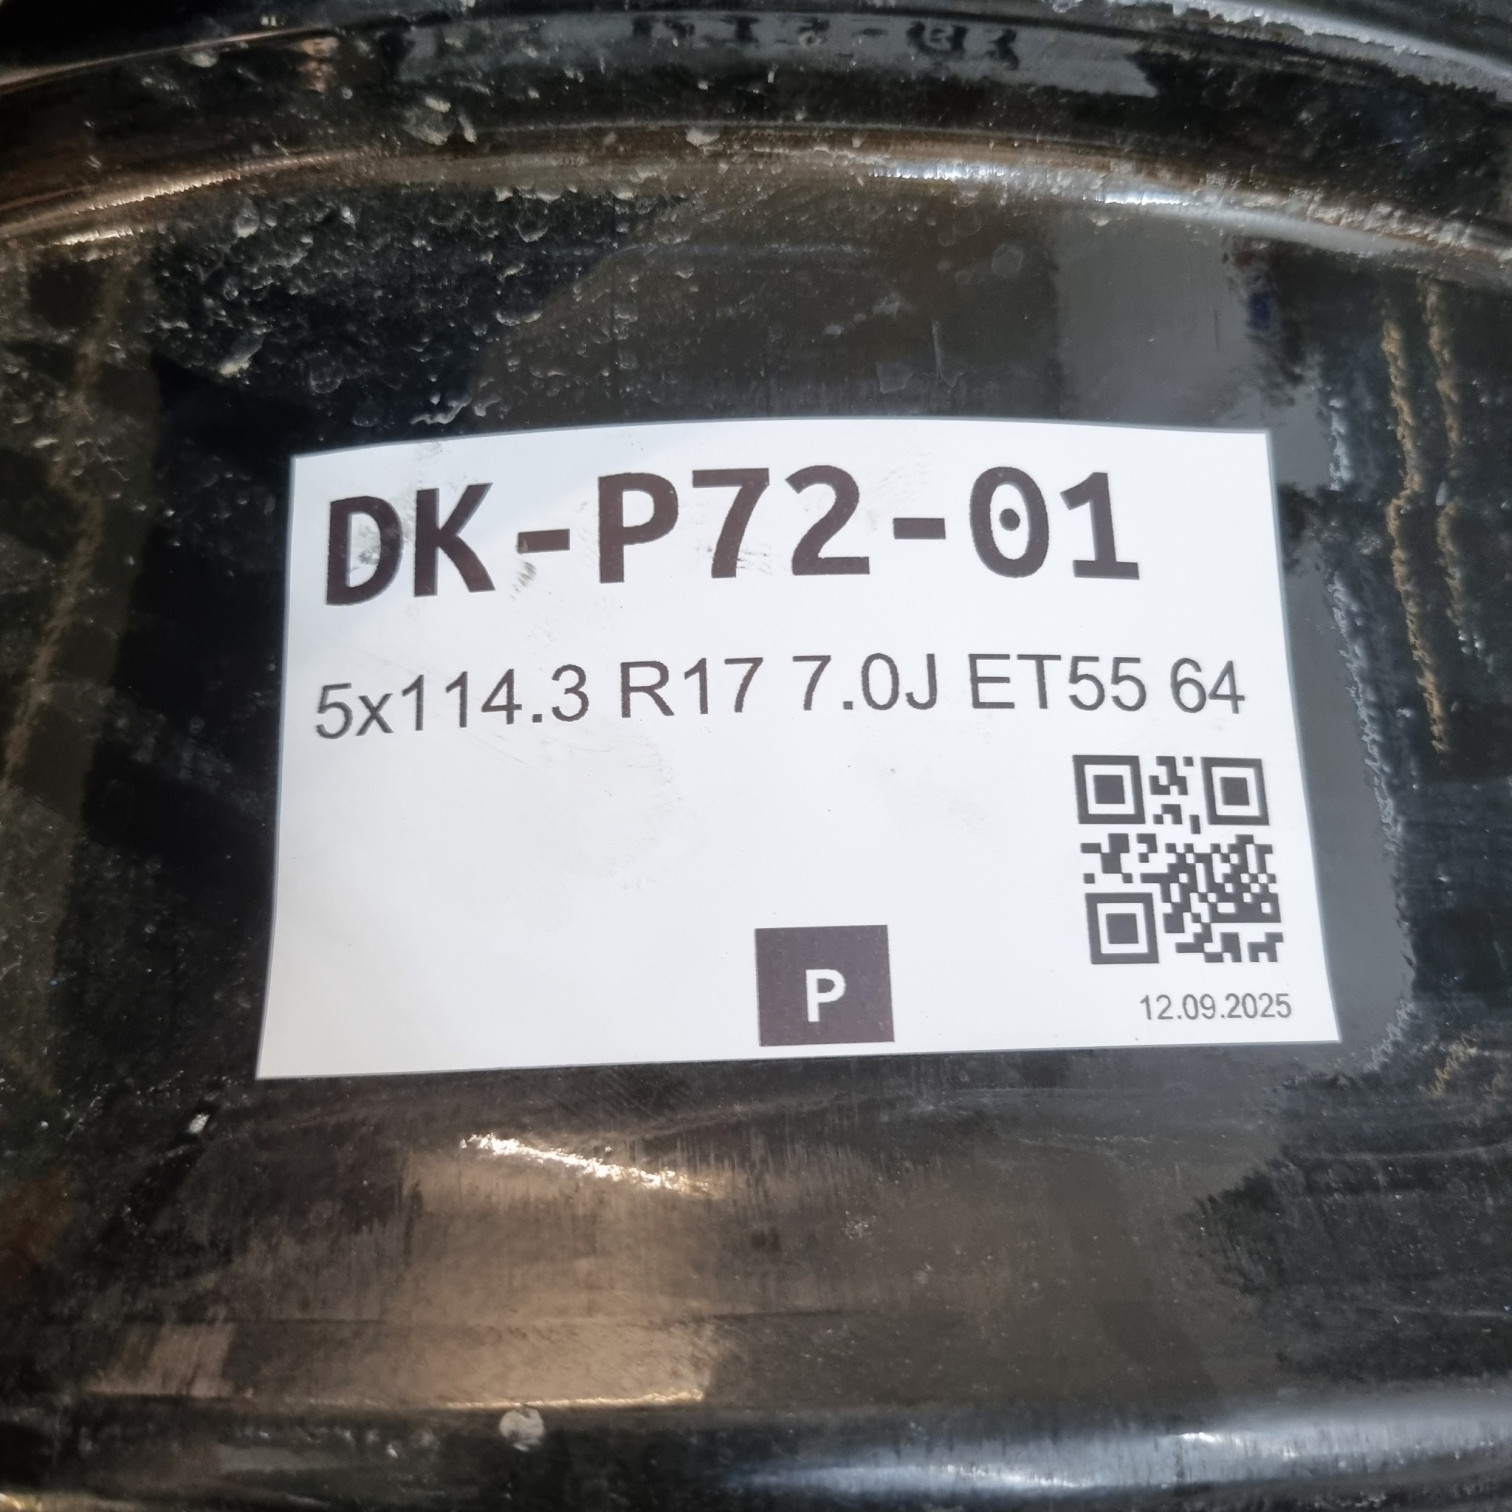 DK-P72-01
5x114.3 R17 7.0J ET55 64
P
12.09.2025